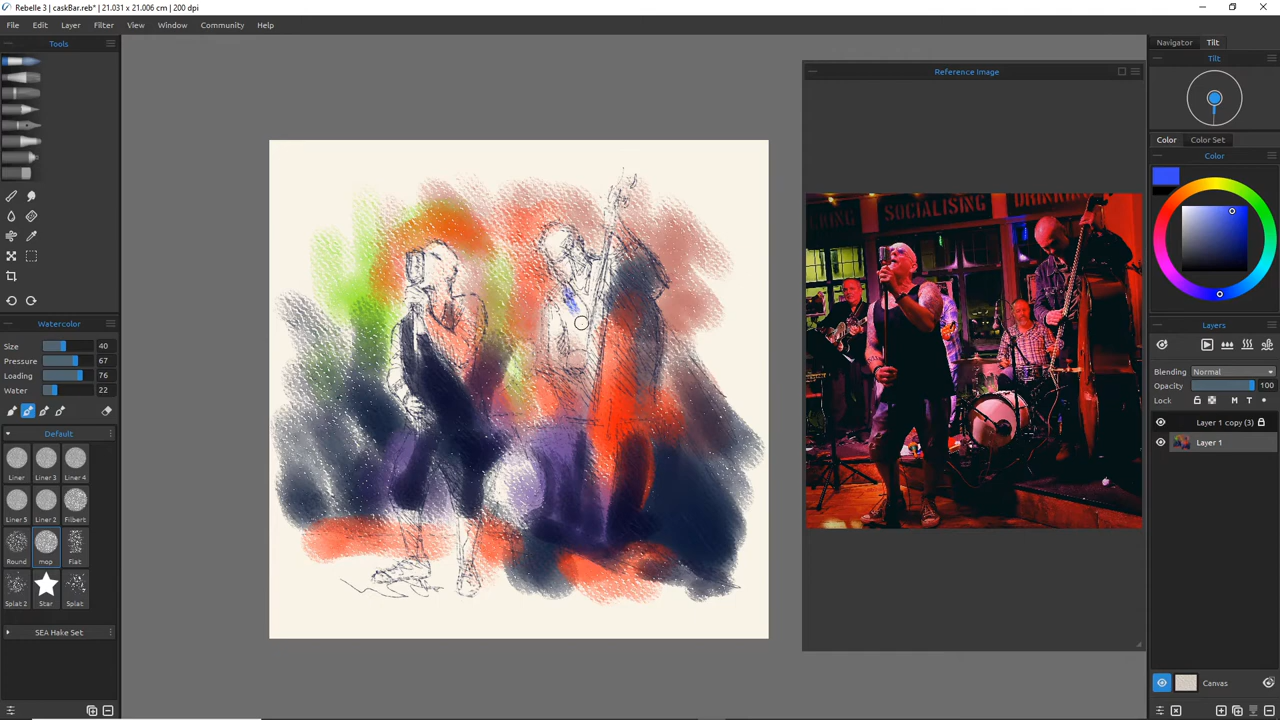 Rebelle 3 | caskBar.reb* | 21.031 x 21.006 cm | 200 dpi
File Edit Layer Filter View Window Community Help
Tools
Watercolor
Size 40
Pressure 67
Loading 76
Water 22
Default
Liner Liner 3 Liner 4
Liner 5 Liner 2 Filbert
Round mop Flat
Splat 2 Star Splat
SEA Hake Set
Reference Image
SOCIALISING
DRINKING
Navigator Tilt
Tilt
Color Color Set
Color
Layers
Blending Normal
Opacity 100
Lock M T
Layer 1 copy (3)
Layer 1
Canvas